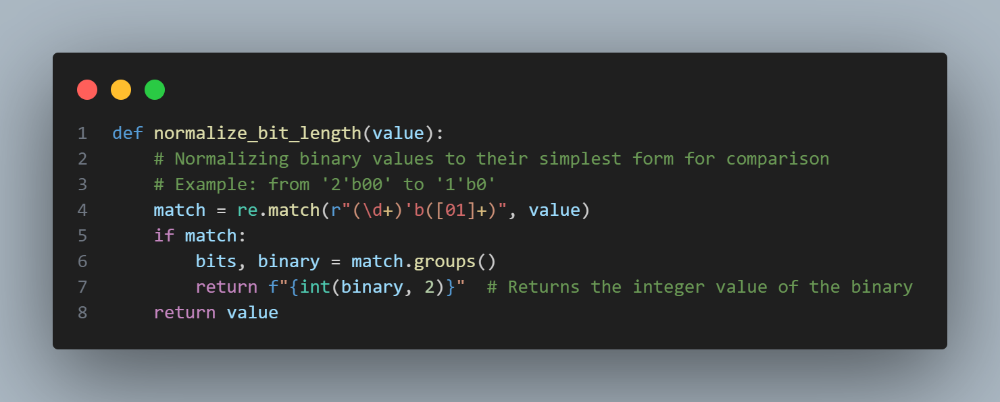 1 def normalize_bit_length(value):
2     # Normalizing binary values to their simplest form for comparison
3     # Example: from '2'b00' to '1'b0'
4     match = re.match(r"(\d+)'b([01]+)", value)
5     if match:
6         bits, binary = match.groups()
7         return f"{int(binary, 2)}"  # Returns the integer value of the binary
8     return value